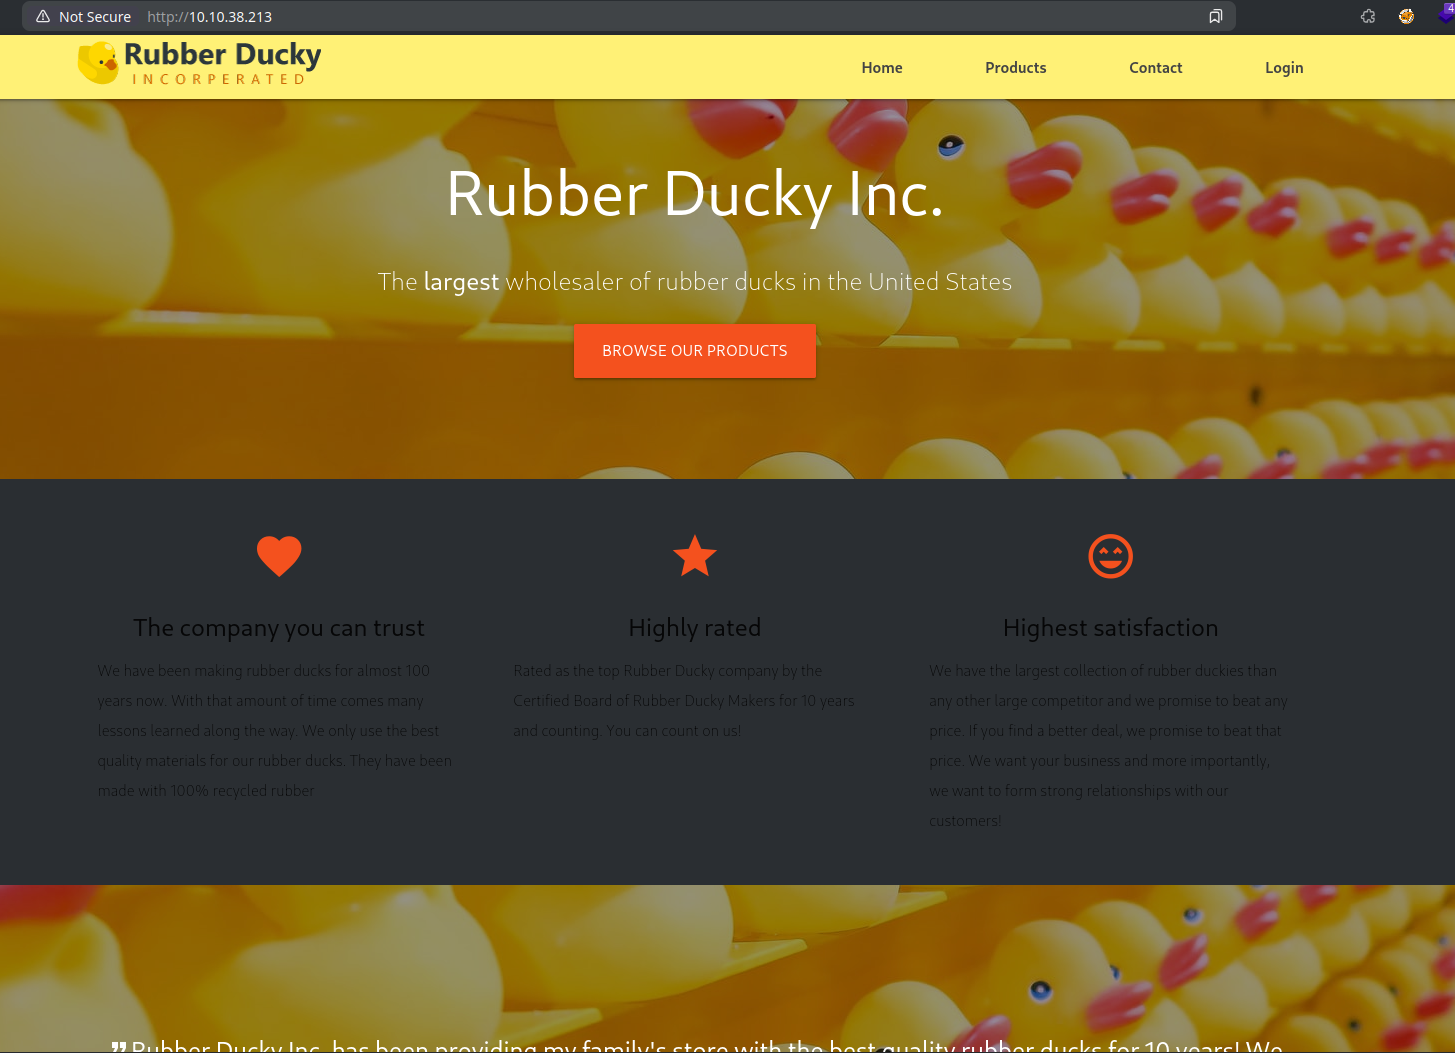 Not Secure http://10.10.38.213
4
Rubber Ducky
INCORPERATED
Home Products Contact Login
Rubber Ducky Inc.
The largest wholesaler of rubber ducks in the United States
BROWSE OUR PRODUCTS
The company you can trust
We have been making rubber ducks for almost 100
years now. With that amount of time comes many
lessons learned along the way. We only use the best
quality materials for our rubber ducks. They have been
made with 100% recycled rubber
Highly rated
Rated as the top Rubber Ducky company by the
Certified Board of Rubber Ducky Makers for 10 years
and counting. You can count on us!
Highest satisfaction
We have the largest collection of rubber duckies than
any other large competitor and we promise to beat any
price. If you find a better deal, we promise to beat that
price. We want your business and more importantly,
we want to form strong relationships with our
customers!
" Rubber Ducky Inc. has been providing my family's store with the best quality rubber ducks for 10 years! We